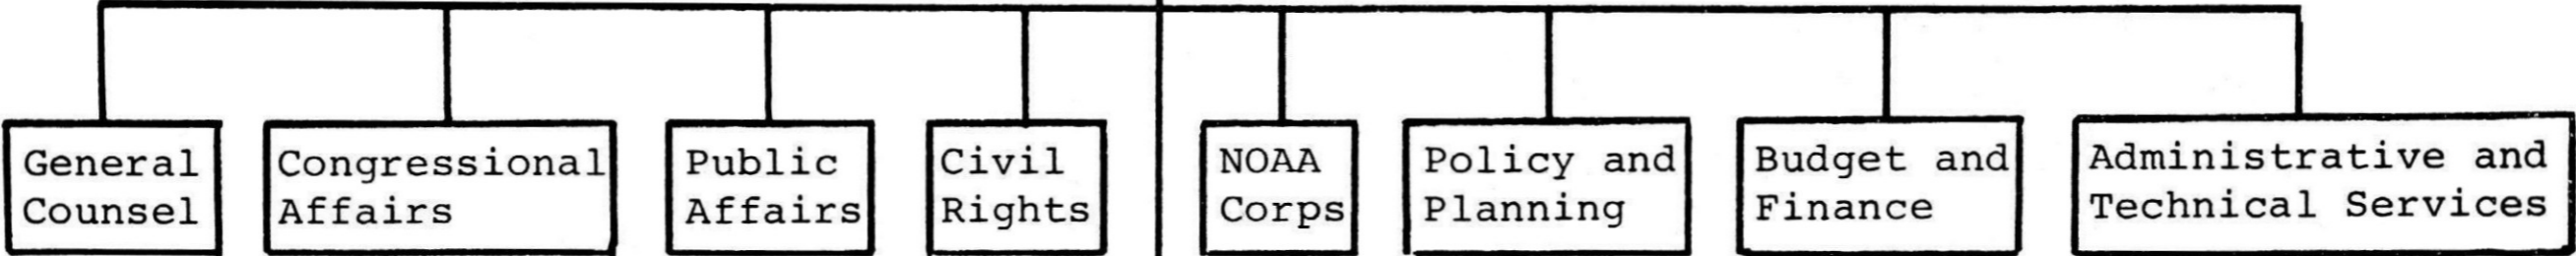 General
Counsel
Congressional
Affairs
Public
Affairs
Civil
Rights
NOAA
Corps
Policy and
Planning
Budget and
Finance
Administrative and
Technical Services